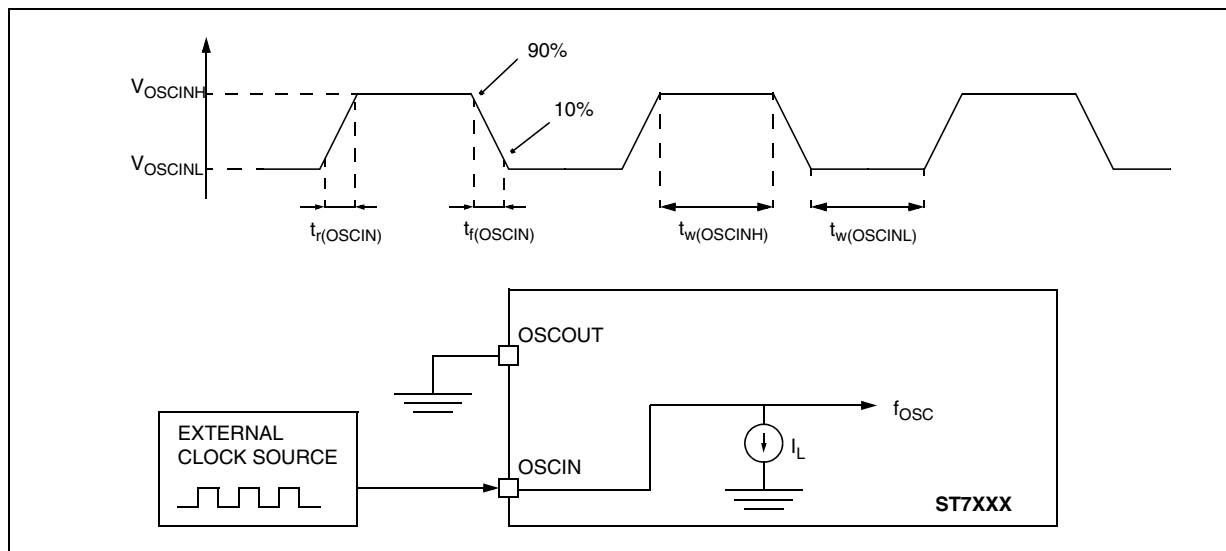 90%
V_OSCINH
10%
V_OSCINL
t_r(OSCIN)
t_f(OSCIN)
t_w(OSCINH)
t_w(OSCINL)
OSCOUT
f_OSC
EXTERNAL
CLOCK SOURCE
I_L
OSCIN
ST7XXX